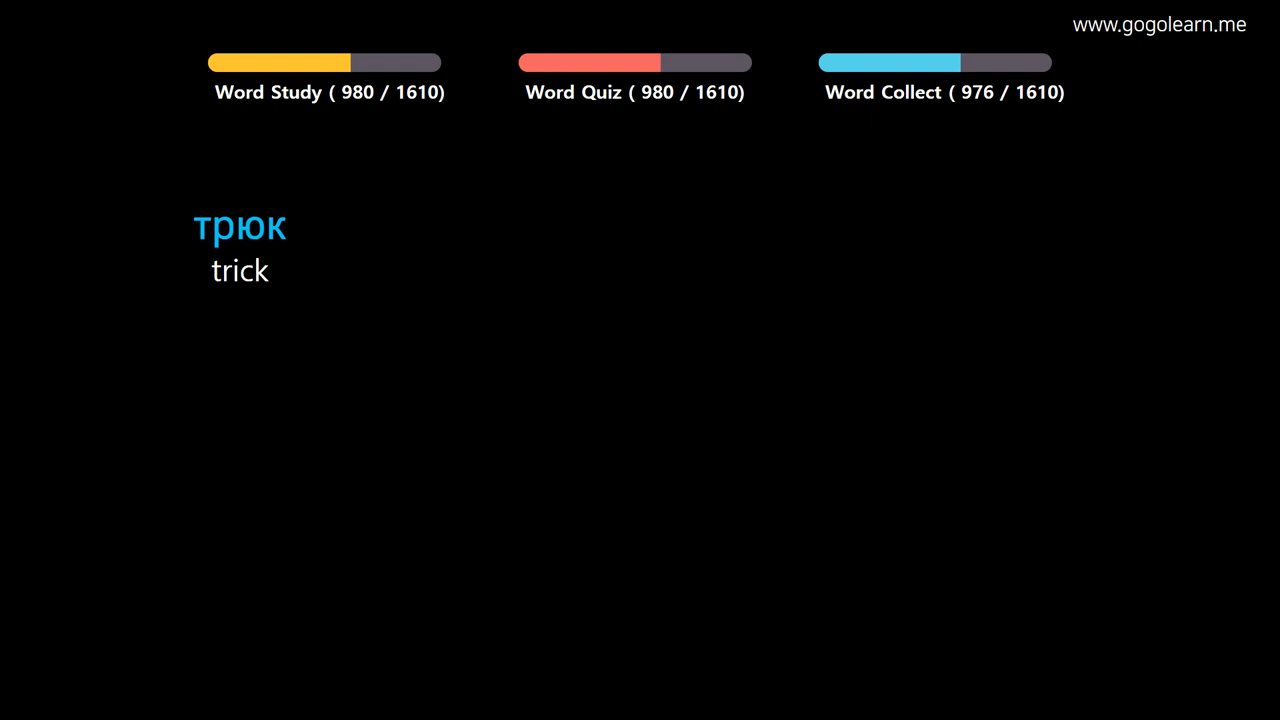 www.gogolearn.me
Word Study ( 980 / 1610)
Word Quiz ( 980 / 1610)
Word Collect ( 976 / 1610)
трюк
trick